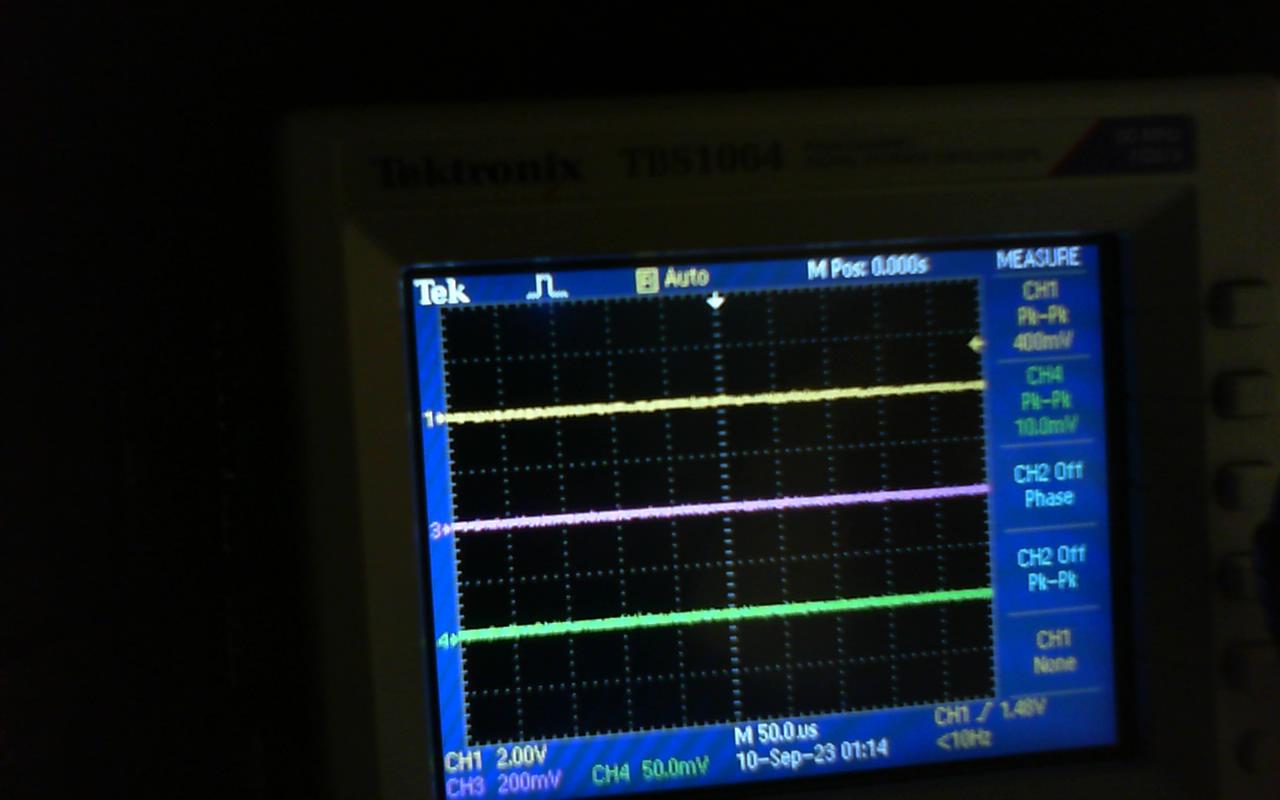 Tektronix TBS1064
Tek Auto M Pos: 0.000s MEASURE
CH1
Pk-Pk
400mV
CH4
Pk-Pk
10.0mV
CH2 Off
Phase
CH2 Off
Pk-Pk
CH1
None
1
3
4
CH1 2.00V M 50.0us CH1 1.48V
CH3 200mV CH4 50.0mV 10-Sep-23 01:14 <10Hz